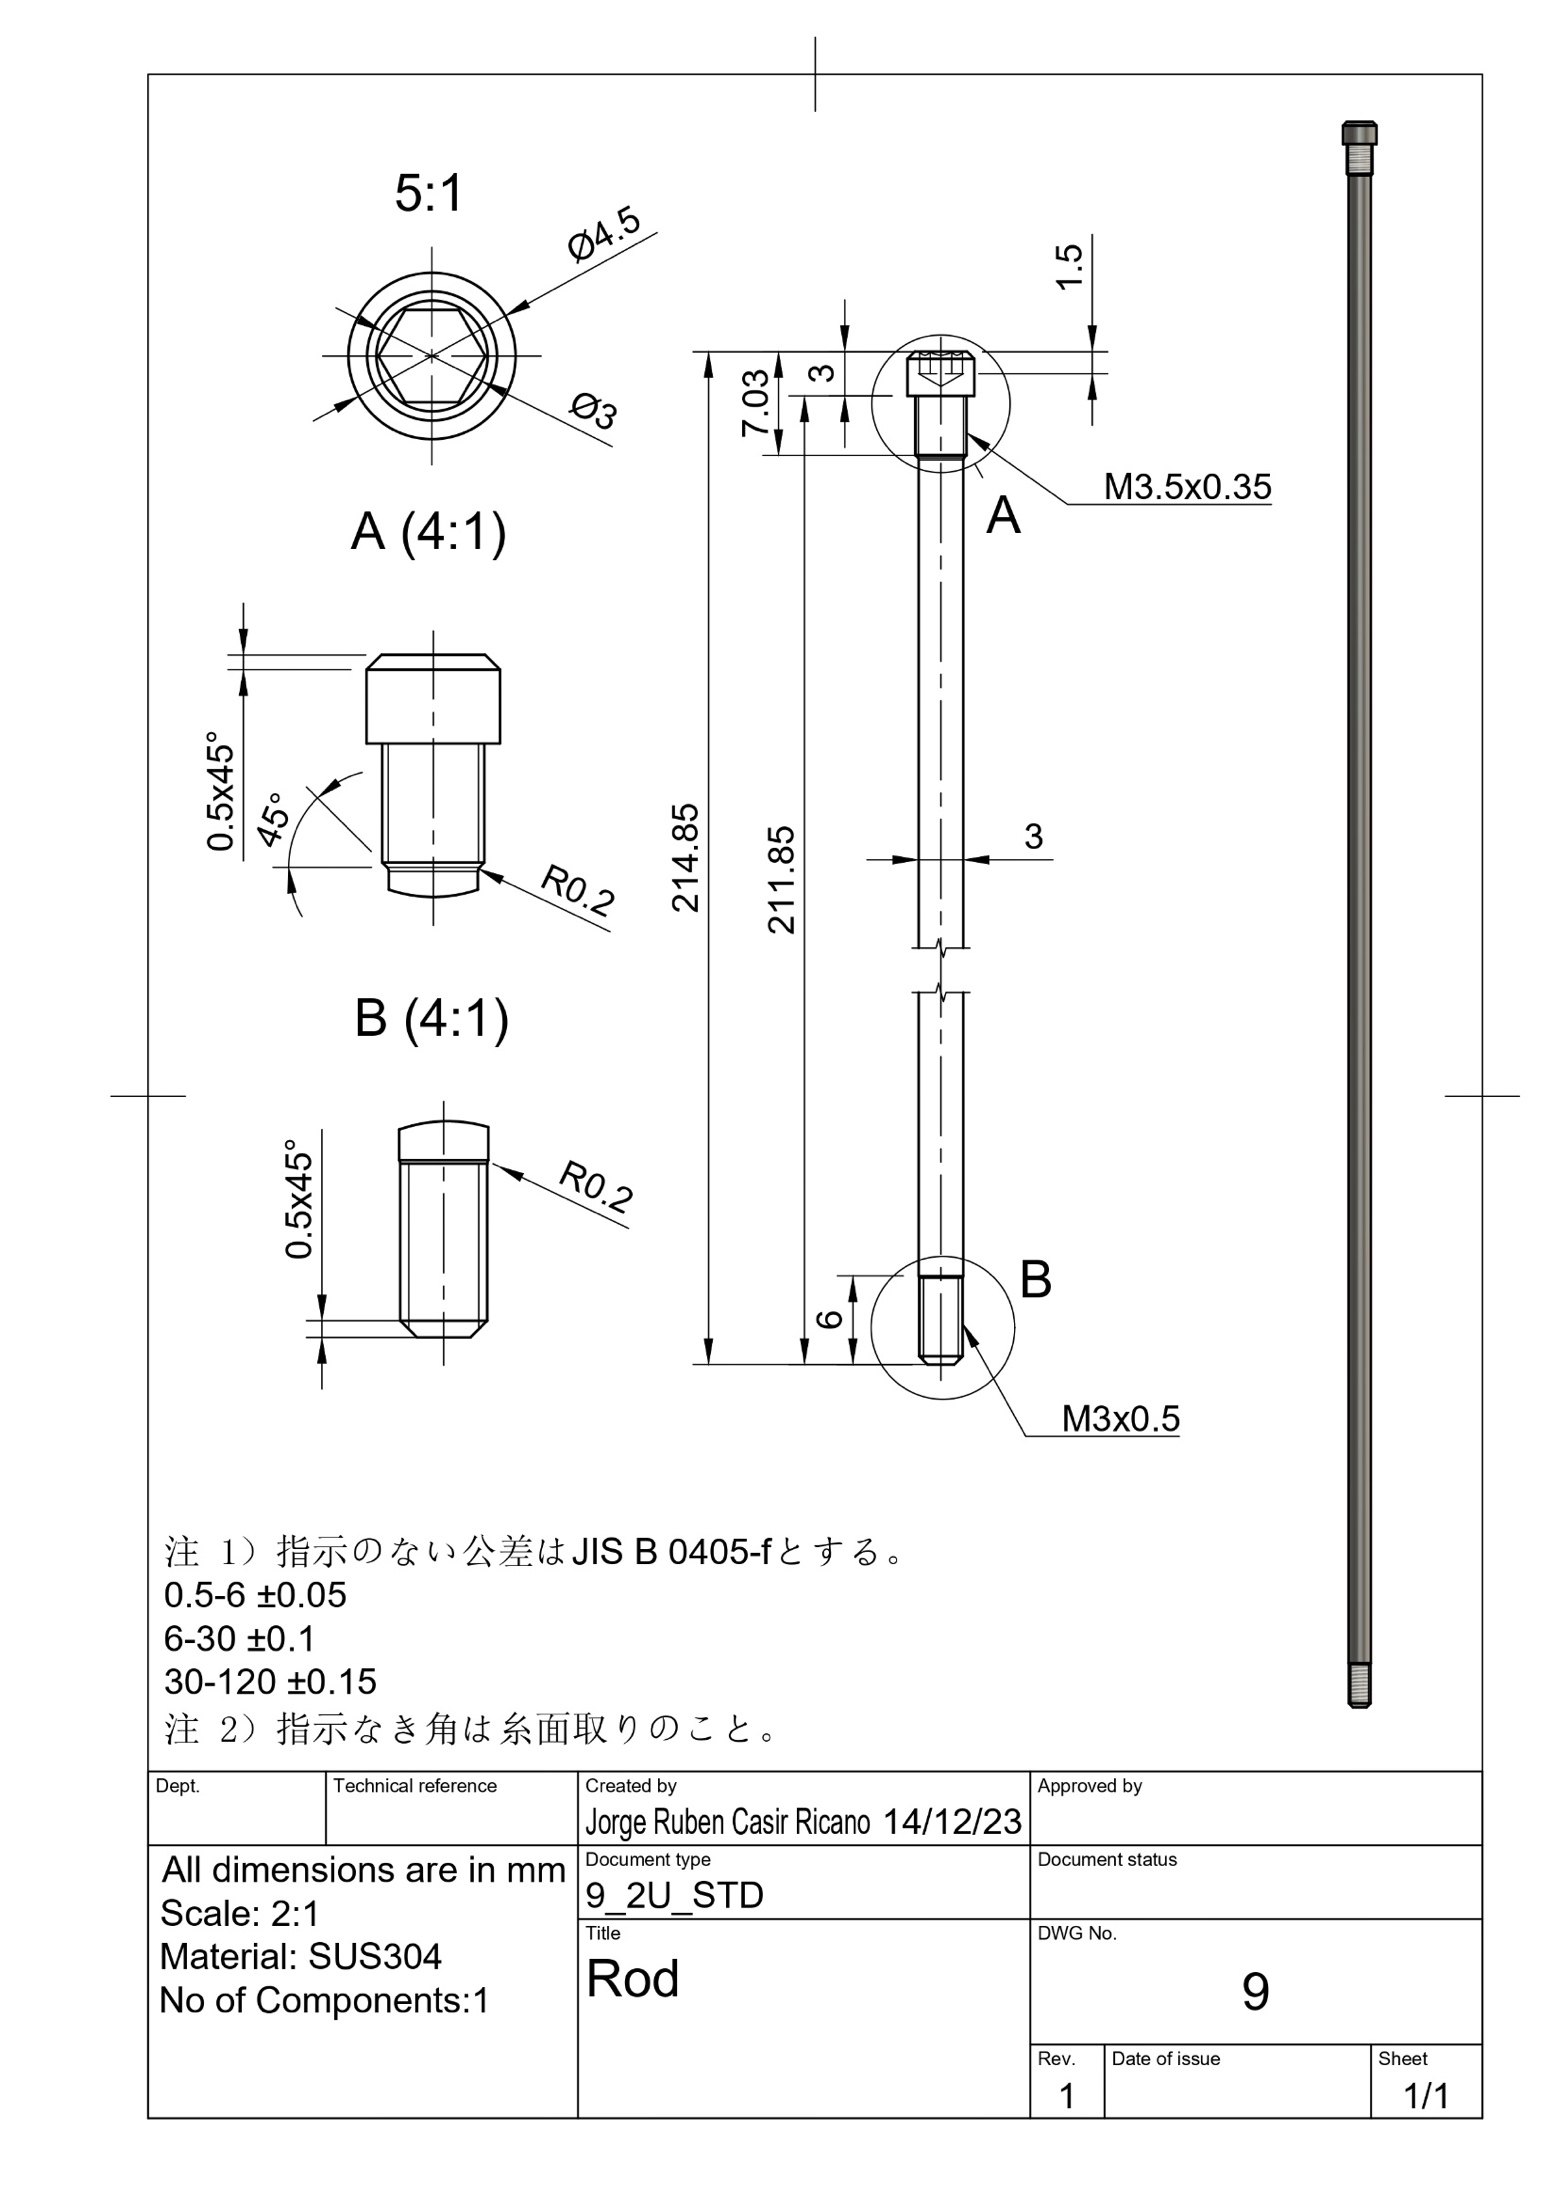 5:1
Ø4.5
Ø3
A (4:1)
0.5x45°
45°
R0.2
B (4:1)
0.5x45°
R0.2
1.5
3
7.03
M3.5x0.35
A
214.85
211.85
3
B
6
M3x0.5
注 1）指示のない公差はJIS B 0405-fとする。
0.5-6 ±0.05
6-30 ±0.1
30-120 ±0.15
注 2）指示なき角は糸面取りのこと。
Dept.
Technical reference
Created by
Jorge Ruben Casir Ricano 14/12/23
Approved by
All dimensions are in mm
Scale: 2:1
Material: SUS304
No of Components:1
Document type
9_2U_STD
Document status
Title
Rod
DWG No.
9
Rev.
1
Date of issue
Sheet
1/1